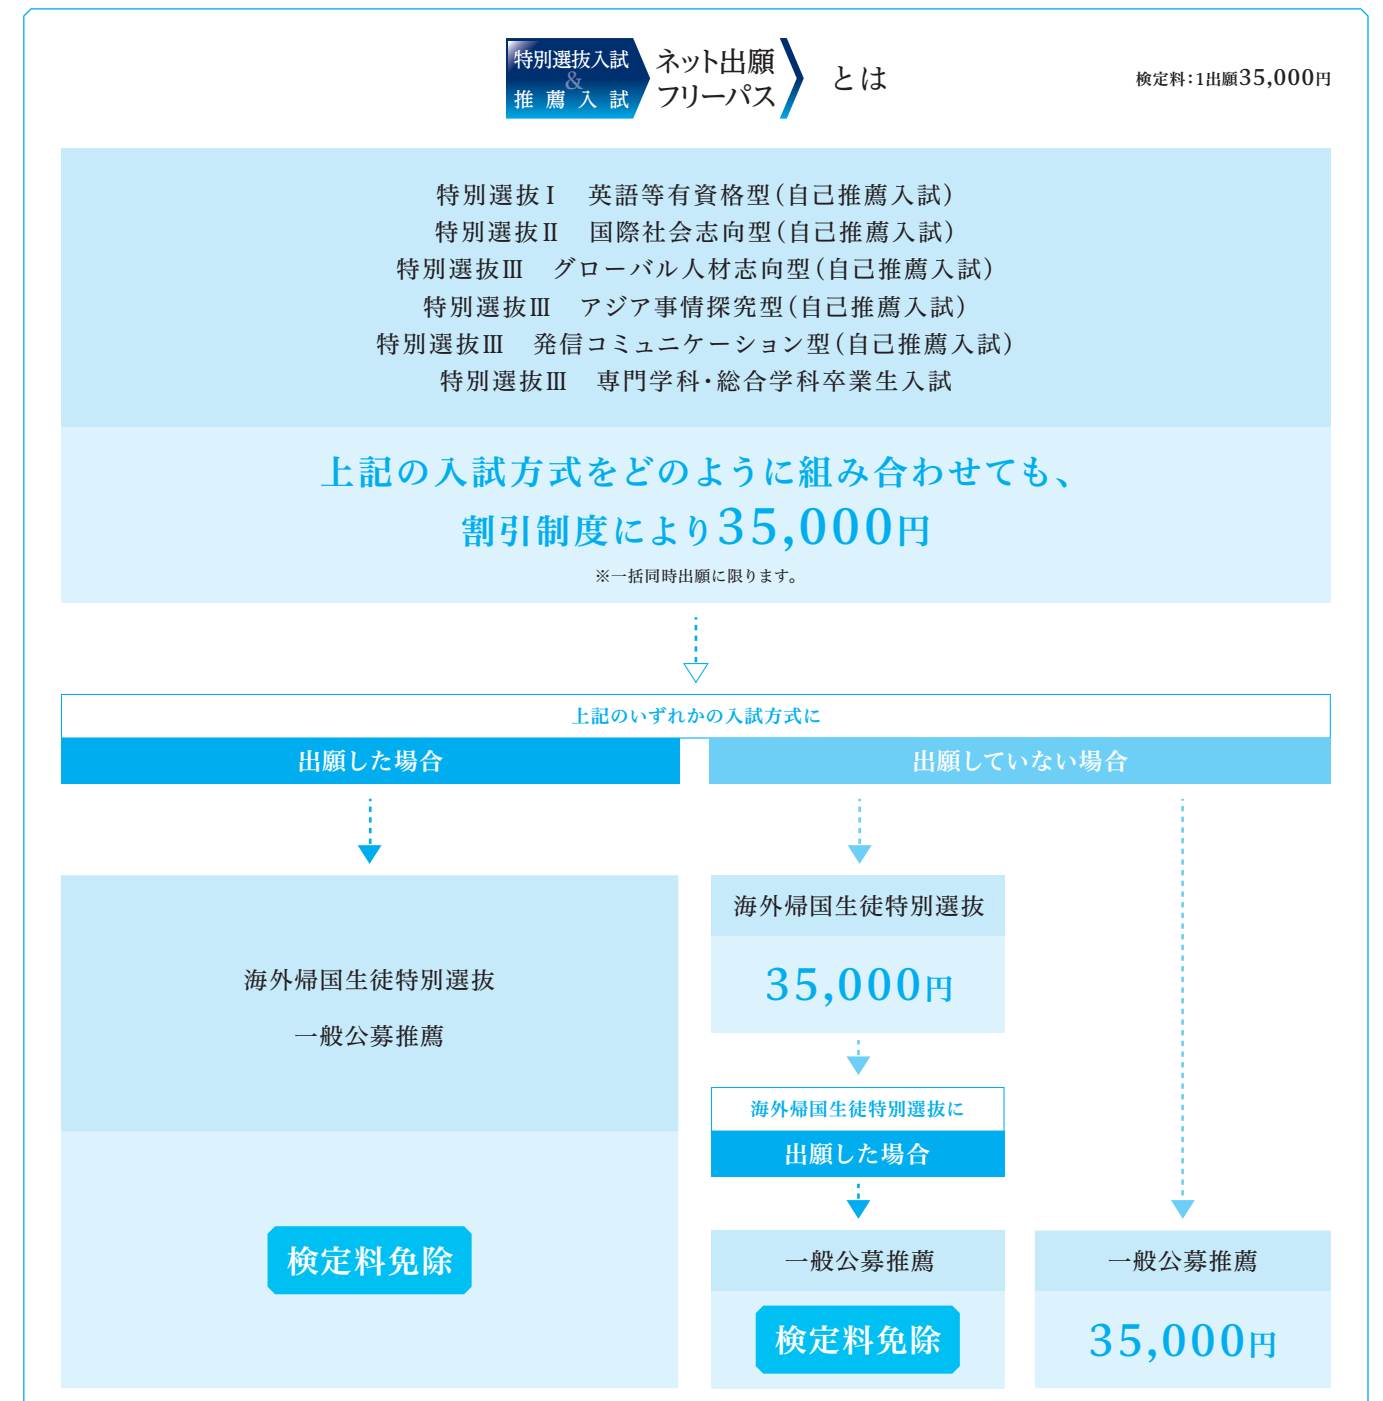 特別選抜入試
&
推薦入試
ネット出願
フリーパス
とは
検定料：1出願35,000円
特別選抜Ⅰ　英語等有資格型（自己推薦入試）
特別選抜Ⅱ　国際社会志向型（自己推薦入試）
特別選抜Ⅲ　グローバル人材志向型（自己推薦入試）
特別選抜Ⅲ　アジア事情探究型（自己推薦入試）
特別選抜Ⅲ　発信コミュニケーション型（自己推薦入試）
特別選抜Ⅲ　専門学科・総合学科卒業生入試
上記の入試方式をどのように組み合わせても、
割引制度により35,000円
※一括同時出願に限ります。
上記のいずれかの入試方式に
出願した場合
出願していない場合
海外帰国生徒特別選抜
一般公募推薦
検定料免除
海外帰国生徒特別選抜
35,000円
海外帰国生徒特別選抜に
出願した場合
一般公募推薦
検定料免除
一般公募推薦
35,000円